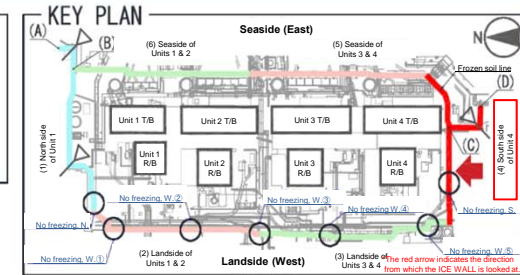 KEY PLAN
Seaside (East)
N
(A)
(B)
(6) Seaside of
Units 1 & 2
(5) Seaside of
Units 3 & 4
Frozen soil line
(D)
(1) North side
of Unit 1
Unit 1 T/B
Unit 2 T/B
Unit 3 T/B
Unit 4 T/B
(C)
(4) South side
of Unit 4
Unit 1
R/B
Unit 2
R/B
Unit 3
R/B
Unit 4
R/B
No freezing, N.
No freezing, W.②
No freezing, W.③
No freezing, W.④
No freezing, S.
No freezing, W.①
No freezing, W.⑤
(2) Landside of
Units 1 & 2
Landside (West)
(3) Landside of
Units 3 & 4
The red arrow indicates the direction
from which the ICE WALL is looked at.